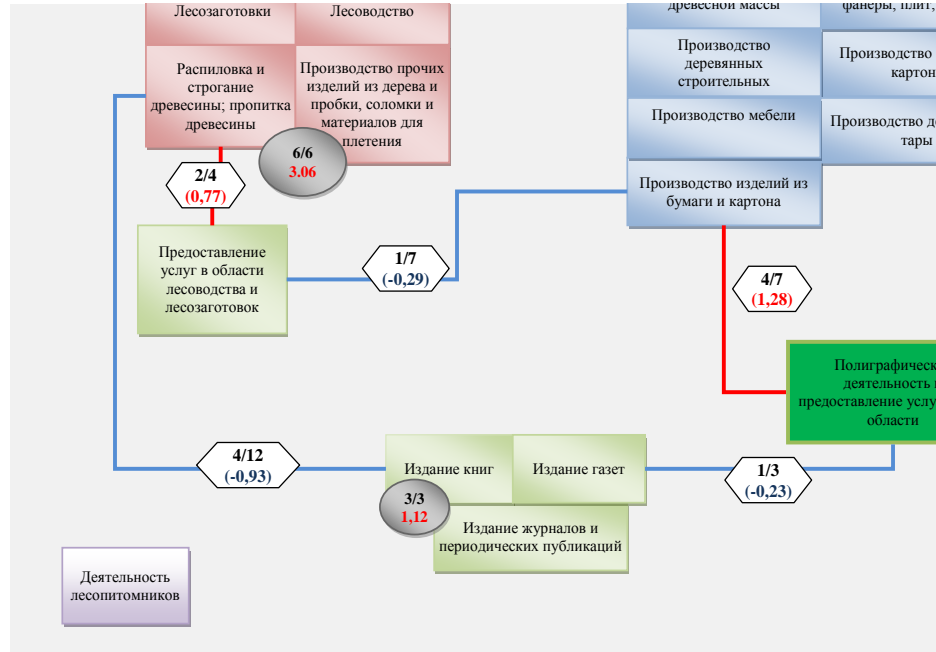 Лесозаготовки
Лесоводство
древесной массы
фанеры, плит,
Распиловка и
строгание
древесины; пропитка
древесины
Производство прочих
изделий из дерева и
пробки, соломки и
материалов для
плетения
Производство
деревянных
строительных
Производство
картон
Производство мебели
Производство де
тары
6/6
3.06
2/4
(0,77)
Производство изделий из
бумаги и картона
Предоставление
услуг в области
лесоводства и
лесозаготовок
1/7
(-0,29)
4/7
(1,28)
Полиграфическ
деятельность
предоставление услу
области
4/12
(-0,93)
Издание книг
Издание газет
1/3
(-0,23)
3/3
1,12
Издание журналов и
периодических публикаций
Деятельность
лесопитомников